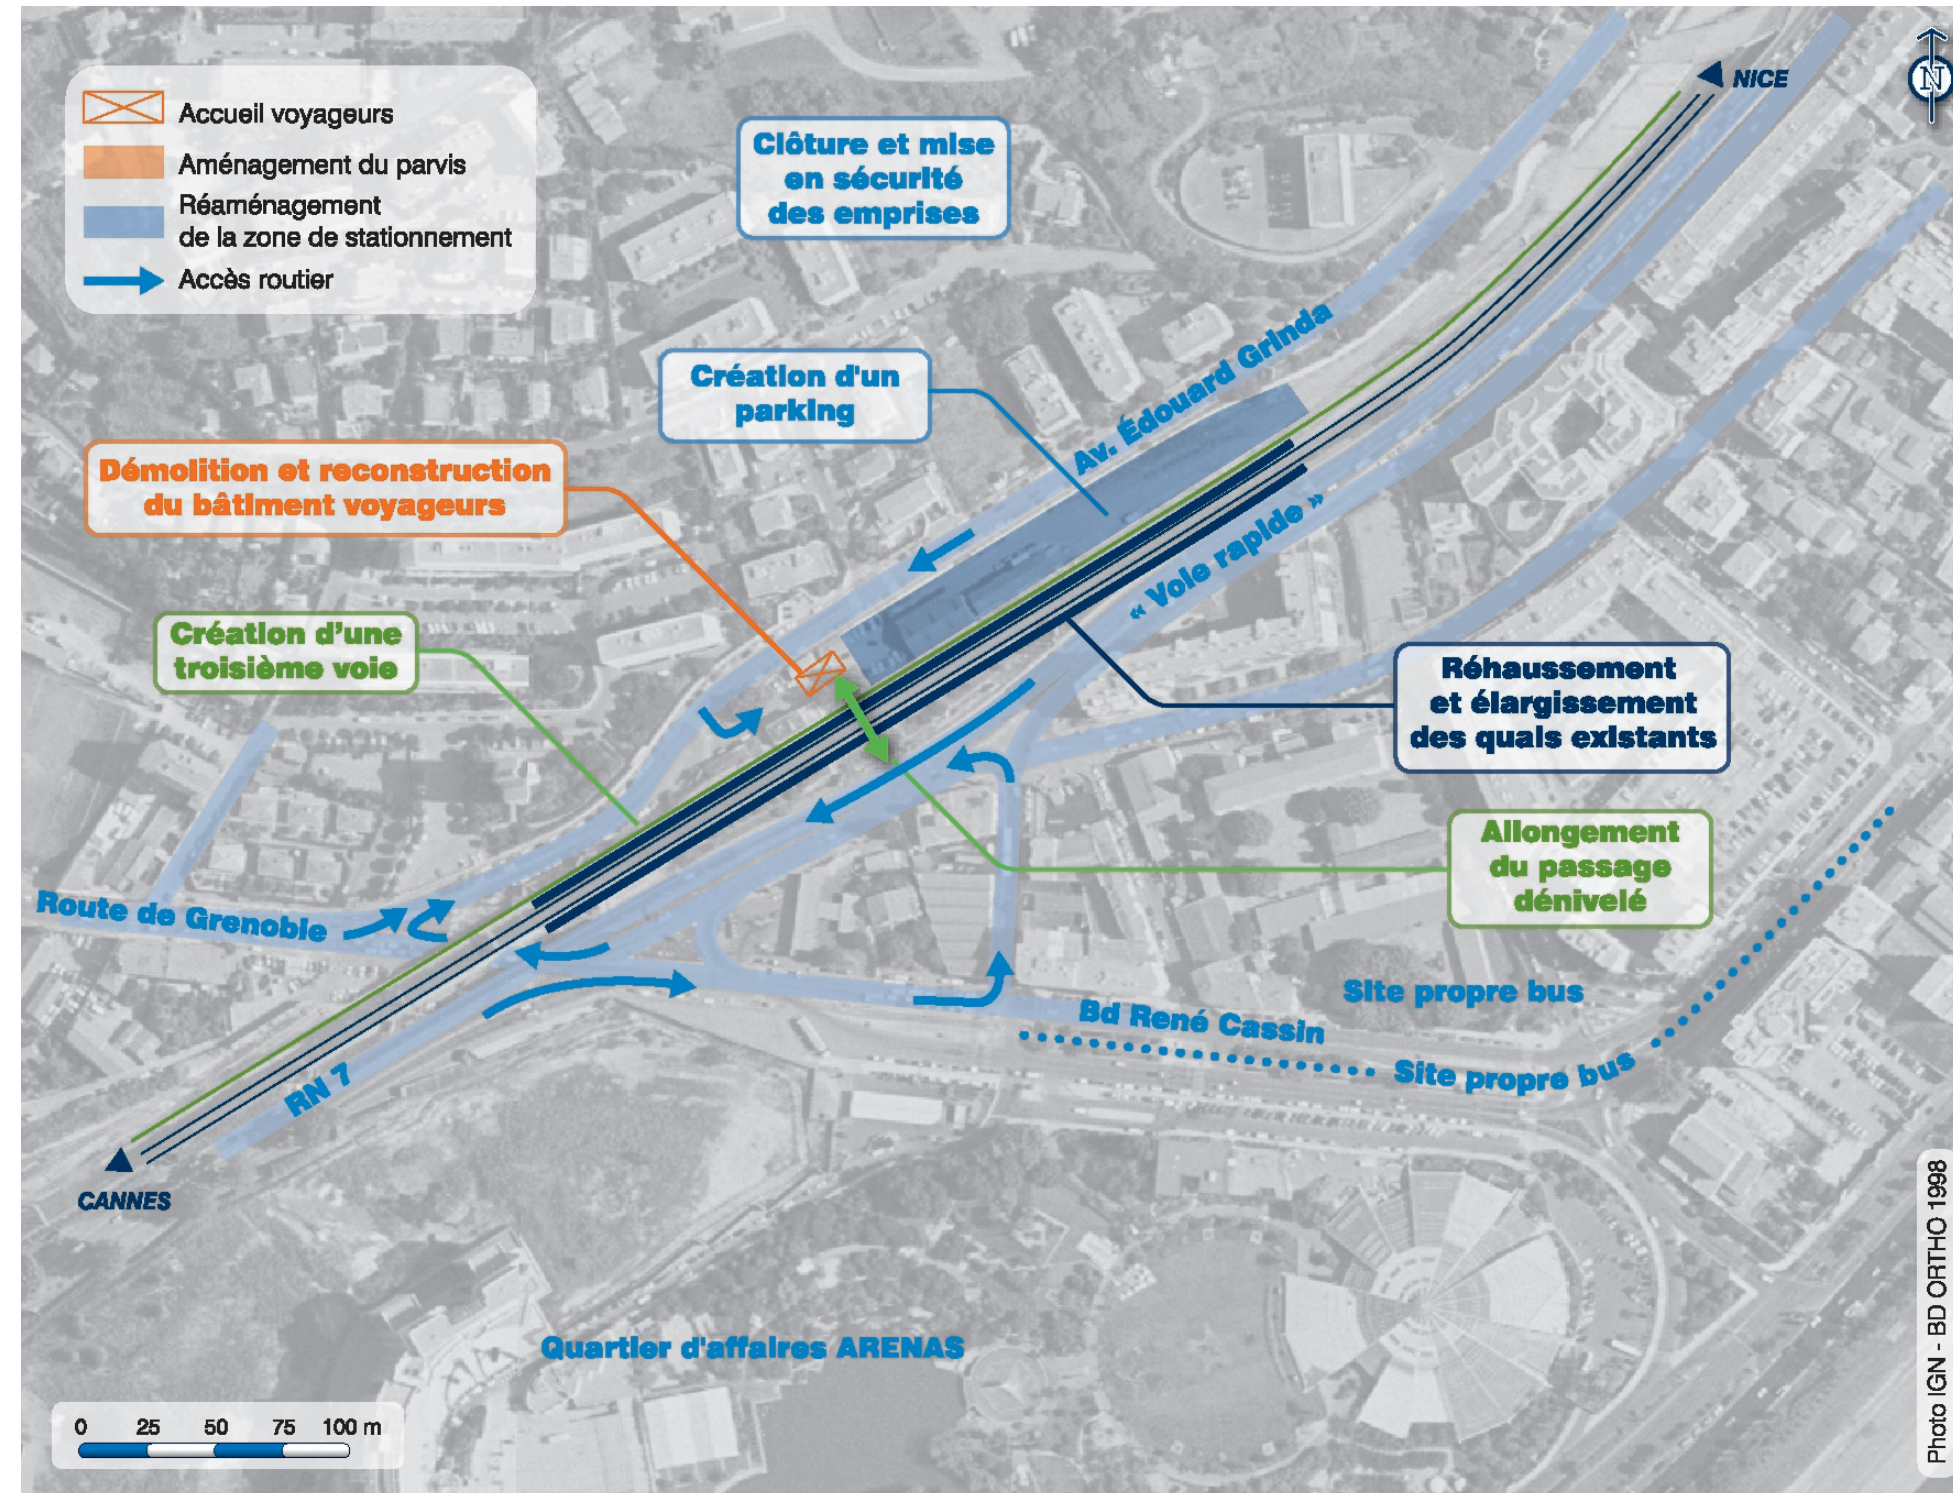 Accueil voyageurs
Aménagement du parvis
Réaménagement
de la zone de stationnement
Accès routier
Clôture et mise
en sécurité
des emprises
NICE
N
Création d'un
parking
Av. Édouard Grinda
Démolition et reconstruction
du bâtiment voyageurs
« Voie rapide »
Création d’une
troisième voie
Réhaussement
et élargissement
des quais existants
Allongement
du passage
dénivelé
Route de Grenoble
Site propre bus
Bd René Cassin
Site propre bus
RN 7
CANNES
Quartier d'affaires ARENAS
0 25 50 75 100 m
Photo IGN - BD ORTHO 1998